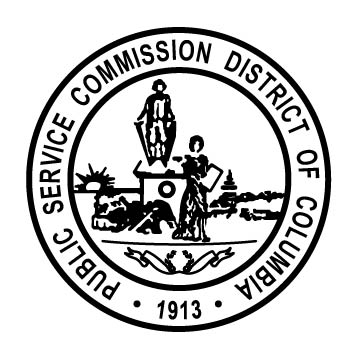 PUBLIC SERVICE COMMISSION DISTRICT OF COLUMBIA
• 1913 •